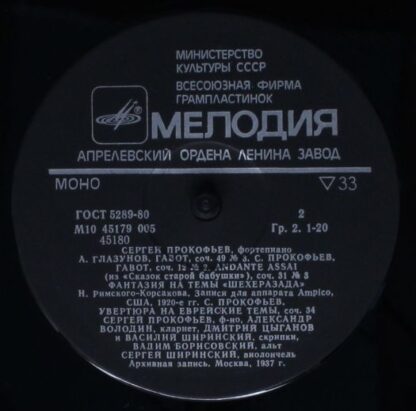 МИНИСТЕРСТВО
КУЛЬТУРЫ СССР
ВСЕСОЮЗНАЯ ФИРМА
ГРАМПЛАСТИНОК
МЕЛОДИЯ
АПРЕЛЕВСКИЙ ОРДЕНА ЛЕНИНА ЗАВОД
МОНО ▽33
ГОСТ 5289-80 2
М10 45179 005 Гр. 2. 1-20
45180
СЕРГЕЙ ПРОКОФЬЕВ, фортепиано
А. ГЛАЗУНОВ, ГАВОТ, соч. 49 № 3. С. ПРОКОФЬЕВ,
ГАВОТ, соч. 12 № 2. ANDANTE ASSAI
(из «Сказок старой бабушки»), соч. 31 № 3
ФАНТАЗИЯ НА ТЕМЫ «ШЕХЕРАЗАДА»
Н. Римского-Корсакова, Записи для аппарата Ampico,
США, 1920-е гг. С. ПРОКОФЬЕВ,
УВЕРТЮРА НА ЕВРЕЙСКИЕ ТЕМЫ, соч. 34
СЕРГЕЙ ПРОКОФЬЕВ, ф-но, АЛЕКСАНДР
ВОЛОДИН, кларнет, ДМИТРИЙ ЦЫГАНОВ
и ВАСИЛИЙ ШИРИНСКИЙ, скрипки,
ВАДИМ БОРИСОВСКИЙ, альт
СЕРГЕЙ ШИРИНСКИЙ, виолончель
Архивная запись. Москва, 1937 г.